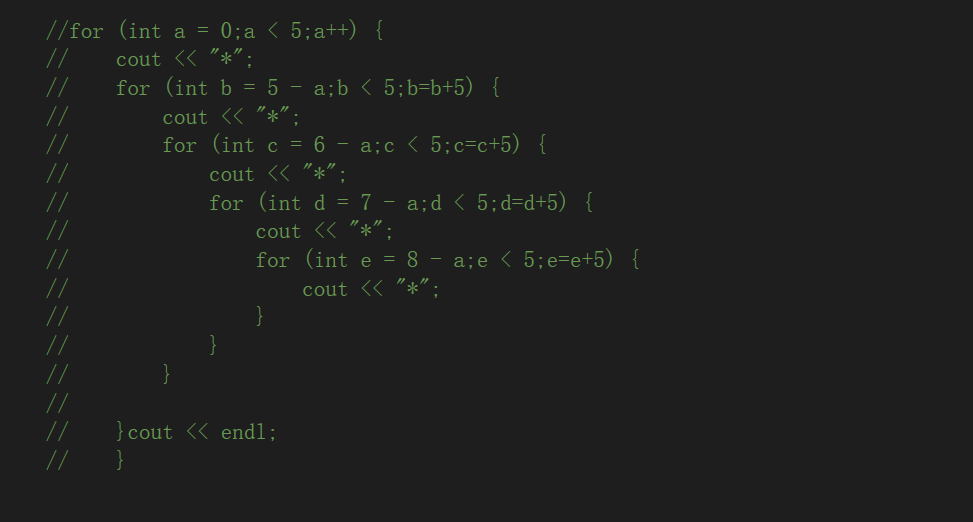 //for (int a = 0;a < 5;a++) {
//    cout << "*";
//    for (int b = 5 - a;b < 5;b=b+5) {
//        cout << "*";
//        for (int c = 6 - a;c < 5;c=c+5) {
//            cout << "*";
//            for (int d = 7 - a;d < 5;d=d+5) {
//                cout << "*";
//                for (int e = 8 - a;e < 5;e=e+5) {
//                    cout << "*";
//                }
//            }
//        }
//
//    }cout << endl;
//    }